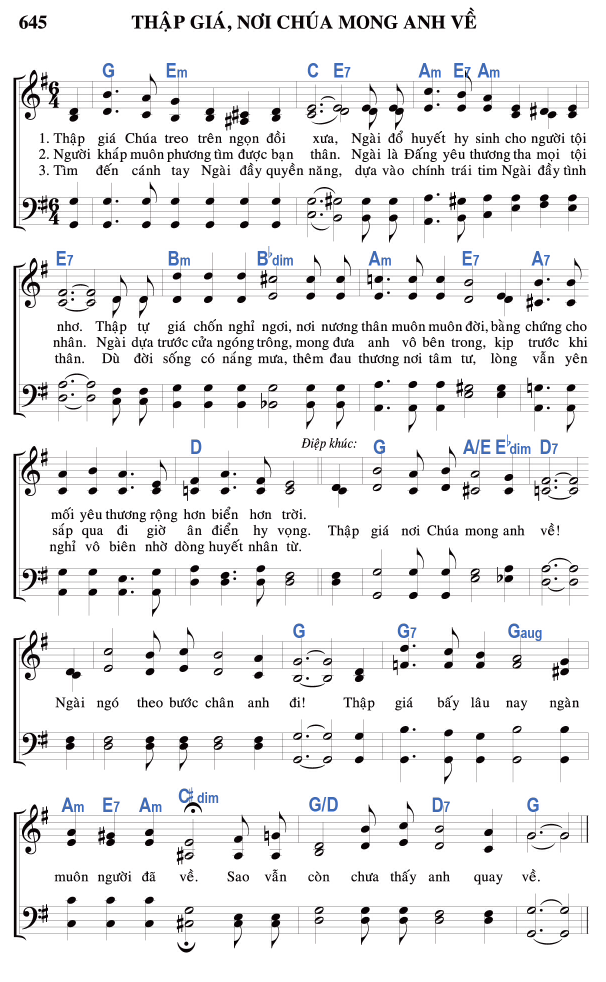 645 THẬP GIÁ, NƠI CHÚA MONG ANH VỀ
G Em C E7 Am E7 Am
1. Thập giá Chúa treo trên ngọn đồi xưa, Ngài đổ huyết hy sinh cho người tội
2. Người khắp muôn phương tìm được bạn thân. Ngài là Đấng yêu thương tha mọi tội
3. Tìm đến cánh tay Ngài đầy quyền năng, dựa vào chính trái tim Ngài đầy tình
E7 Bm B♭dim Am E7 A7
nhơ. Thập tự giá chốn nghỉ ngơi, nơi nương thân muôn muôn đời, bằng chứng cho
nhân. Ngài dựa trước cửa ngóng trông, mong đưa anh vô bên trong, kịp trước khi
thân. Dù đời sống có nắng mưa, thêm đau thương nơi tâm tư, lòng vẫn yên
D Điệp khúc: G A/E E♭dim D7
mối yêu thương rộng hơn biển hơn trời.
sấp qua đi giờ ân điển hy vọng. Thập giá nơi Chúa mong anh về!
nghỉ vô biên nhờ dòng huyết nhân từ.
G G7 Gaug
Ngài ngó theo bước chân anh đi! Thập giá bấy lâu nay ngàn
Am E7 Am C♯dim G/D D7 G
muôn người đã về. Sao vẫn còn chưa thấy anh quay về.